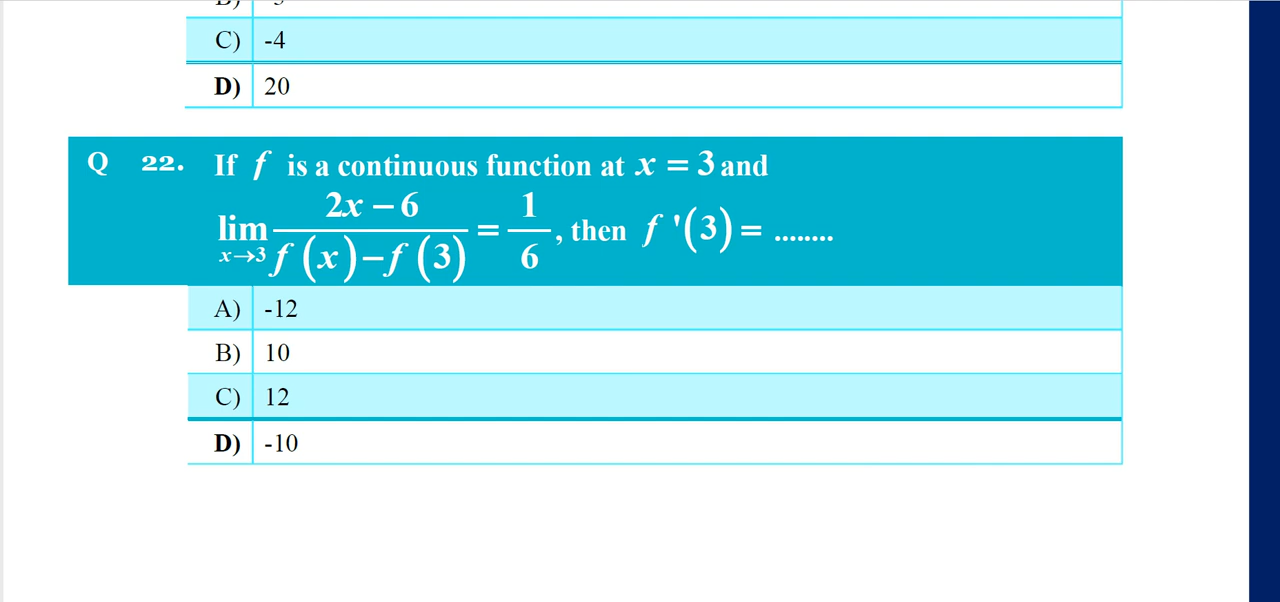 C) -4
D) 20
Q 22. If f is a continuous function at x = 3 and
lim x→3 (2x − 6)/(f(x)−f(3)) = 1/6, then f '(3) = ........
A) -12
B) 10
C) 12
D) -10